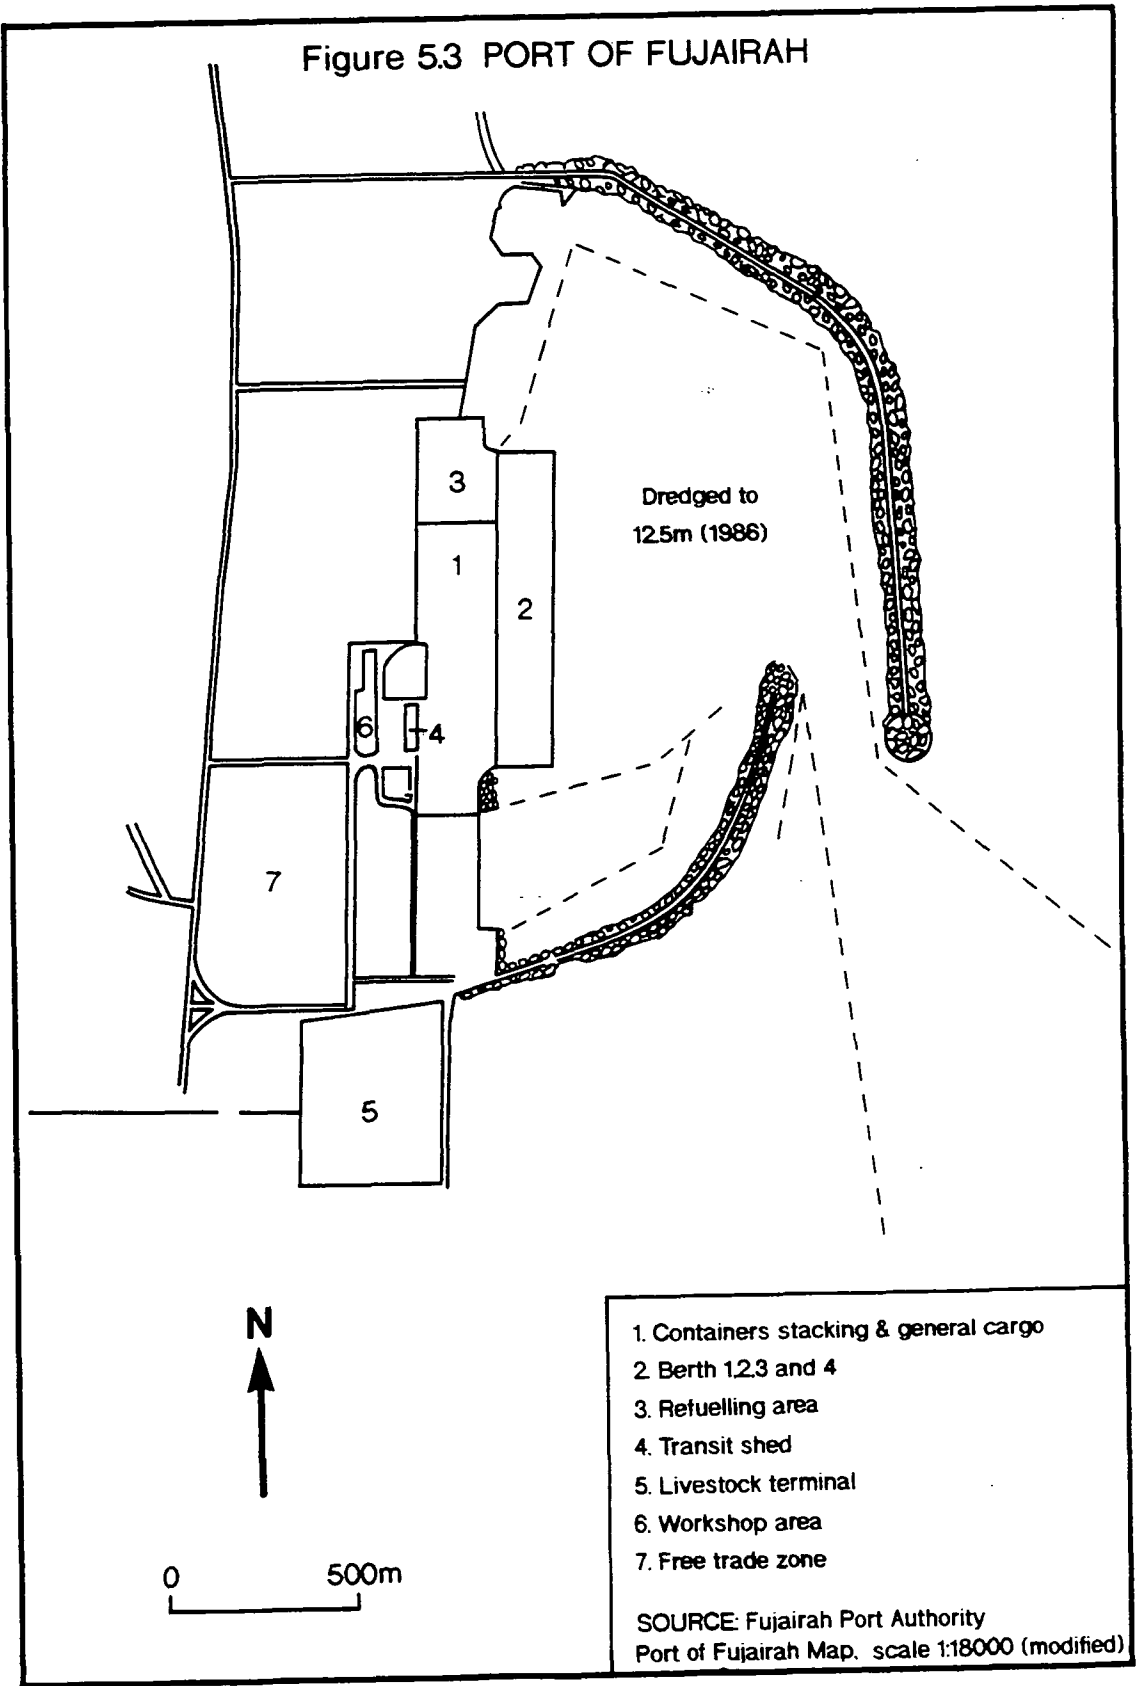 Figure 5.3 PORT OF FUJAIRAH
3
Dredged to
12.5m (1986)
1
2
6
4
7
5
N
0 500m
1. Containers stacking & general cargo
2 Berth 1,2,3 and 4
3. Refuelling area
4. Transit shed
5. Livestock terminal
6. Workshop area
7. Free trade zone
SOURCE: Fujairah Port Authority
Port of Fujairah Map, scale 1:18000 (modified)